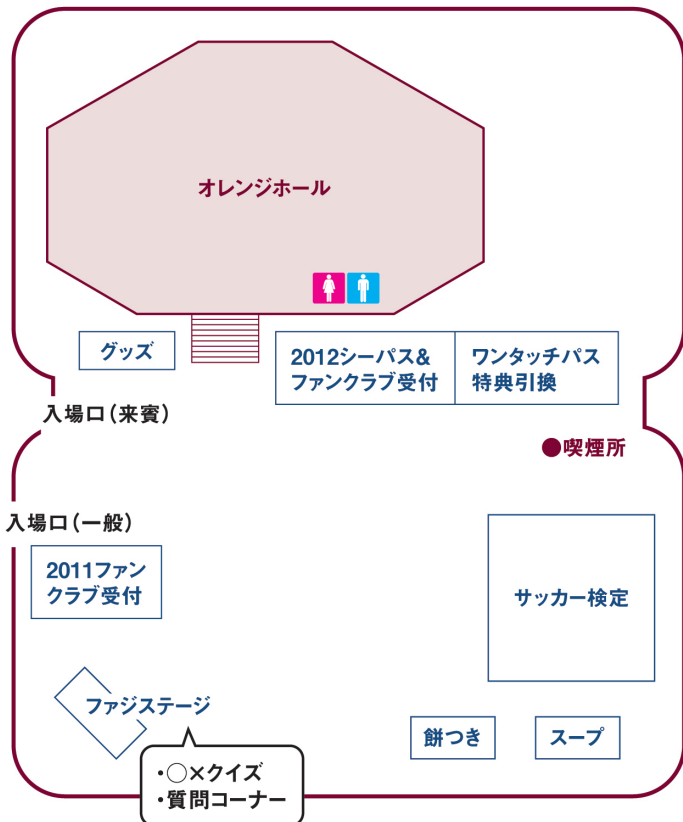 オレンジホール
グッズ
2012シーパス&
ファンクラブ受付
ワンタッチパス
特典引換
入場口（来賓）
●喫煙所
入場口（一般）
2011ファン
クラブ受付
サッカー検定
ファジステージ
餅つき
スープ
・○×クイズ
・質問コーナー